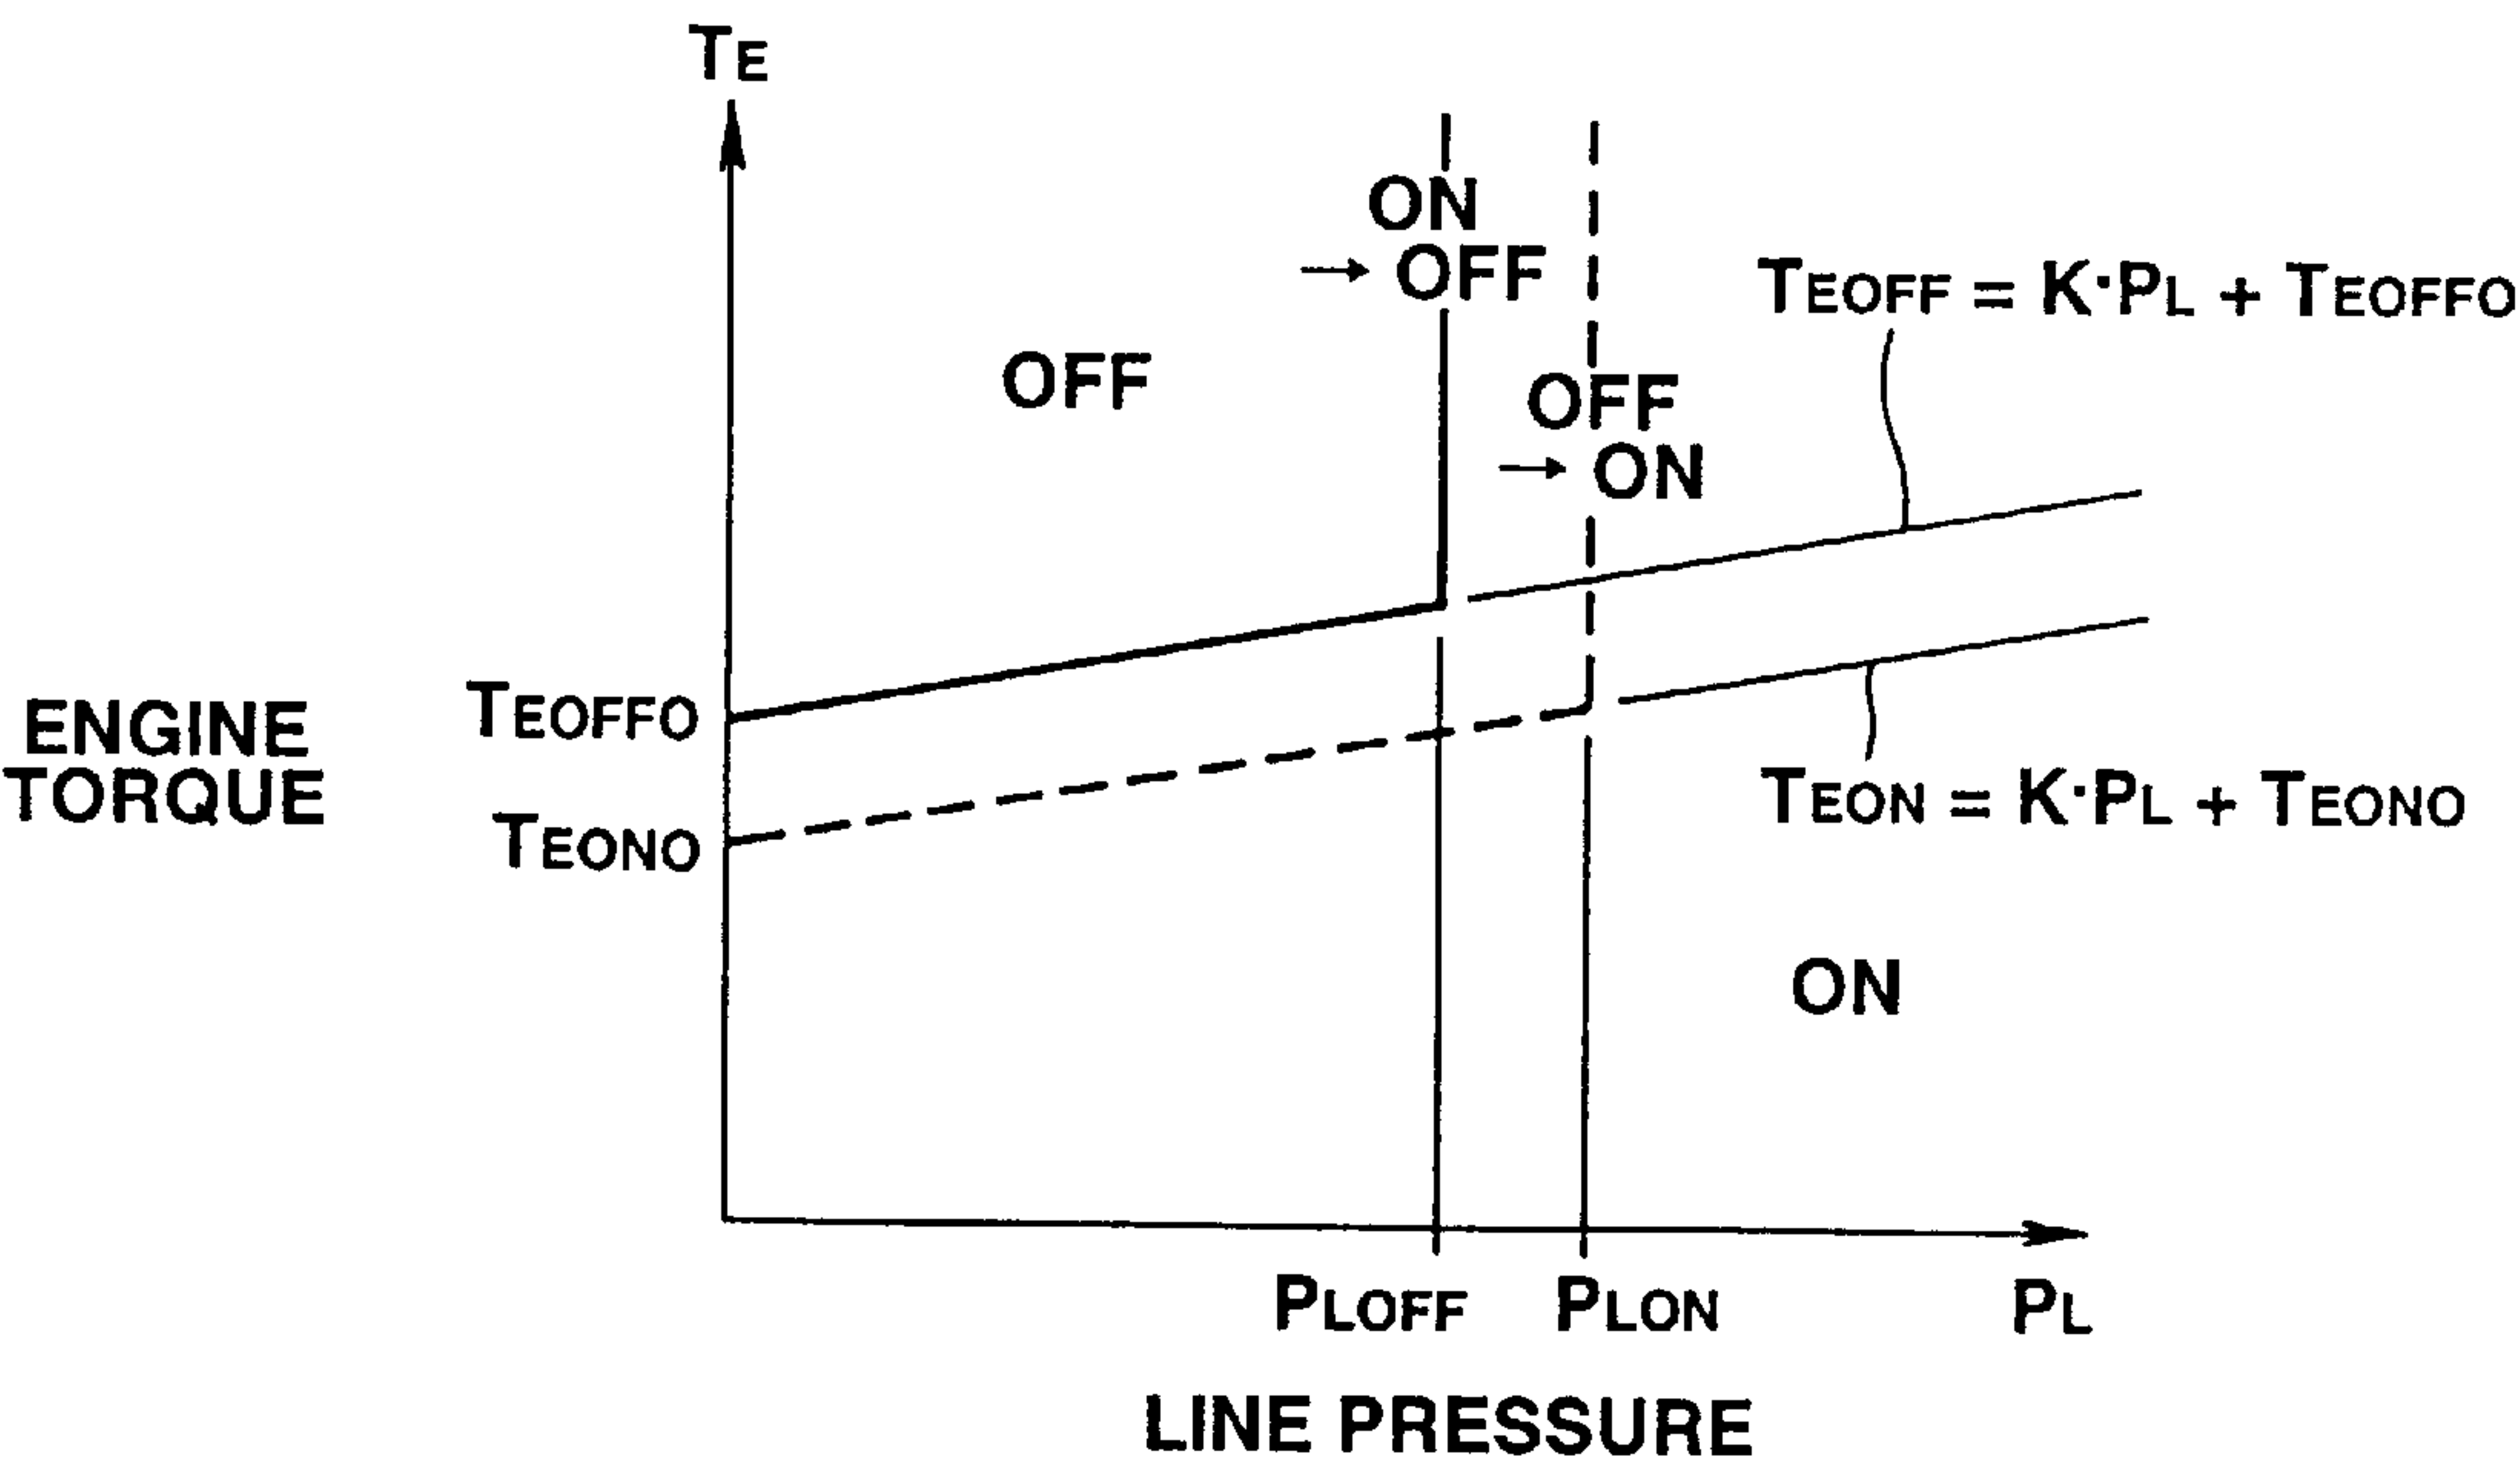 TE
ON
→ OFF
TEOFF = K·PL + TEOFFO
OFF
OFF
→ ON
TEOFFO
ENGINE
TORQUE
TEON = K·PL + TEONO
TEONO
ON
PLOFF
PLON
PL
LINE PRESSURE